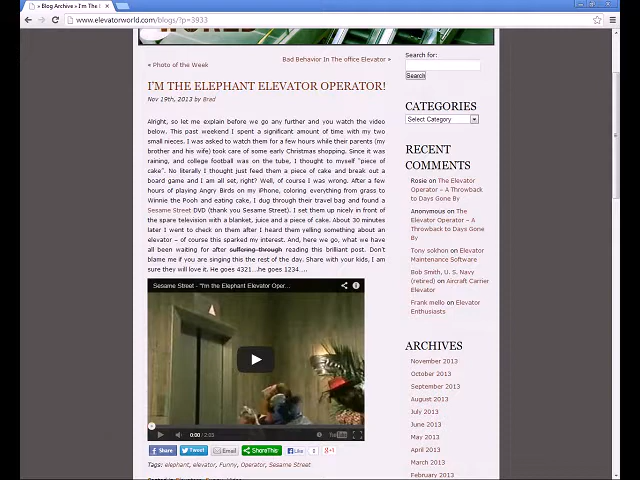 » Blog Archive » I'm The
www.elevatorworld.com/blogs/?p=3933
« Photo of the Week
Bad Behavior In The office Elevator »
I'M THE ELEPHANT ELEVATOR OPERATOR!
Nov 19th, 2013 by Brad
Alright, so let me explain before we go any further and you watch the video
below. This past weekend I spent a significant amount of time with my two
small nieces. I was asked to watch them for a few hours while their parents (my
brother and his wife) took care of some early Christmas shopping. Since it was
raining, and college football was on the tube, I thought to myself "piece of
cake". No literally I thought just feed them a piece of cake and break out a
board game and I am all set, right? Well, of course I was wrong. After a few
hours of playing Angry Birds on my iPhone, coloring everything from grass to
Winnie the Pooh and eating cake, I dug through their travel bag and found a
Sesame Street DVD (thank you Sesame Street). I set them up nicely in front of
the spare television with a blanket, juice and a piece of cake. About 30 minutes
later I went to check on them after I heard them yelling something about an
elevator – of course this sparked my interest. And, here we go, what we have
all been waiting for after suffering through reading this brilliant post. Don't
blame me if you are singing this the rest of the day. Share with your kids, I am
sure they will love it. He goes 4321...he goes 1234....
Sesame Street - "I'm the Elephant Elevator Oper...
0:00 / 2:03
YouTube
Share
Tweet
Email
ShareThis
Like
0
+1
Tags: elephant, elevator, Funny, Operator, Sesame Street
Search for:
Search
CATEGORIES
Select Category
RECENT
COMMENTS
Rosie on The Elevator
Operator – A Throwback
to Days Gone By
Anonymous on The
Elevator Operator – A
Throwback to Days Gone
By
Tony sokhon on Elevator
Maintenance Software
Bob Smith, U. S. Navy
(retired) on Aircraft Carrier
Elevator
Frank mello on Elevator
Enthusiasts
ARCHIVES
November 2013
October 2013
September 2013
August 2013
July 2013
June 2013
May 2013
April 2013
March 2013
February 2013